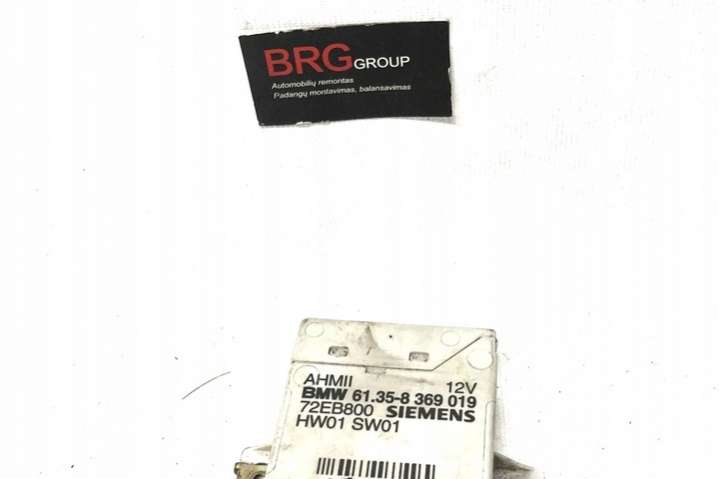 BRG GROUP
Automobilių remontas
Padangų montavimas, balansavimas
AHMII 12V
BMW 61.35-8 369 019
72EB800 SIEMENS
HW01 SW01